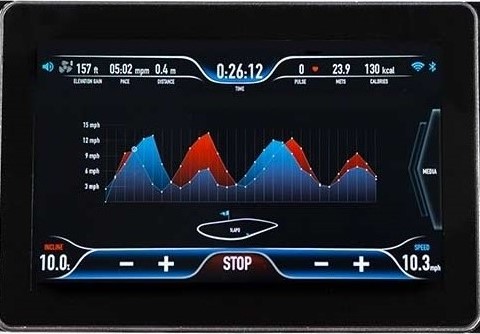 157 ft 05:02 mpm 0.4 m 0:26:12 0 23.9 130 kcal
ELEVATION GAIN PACE DISTANCE TIME PULSE METS CALORIES
15 mph
12 mph
9 mph
6 mph
3 mph
MEDIA
INCLINE SPEED
10.0 − + STOP − + 10.3 mph